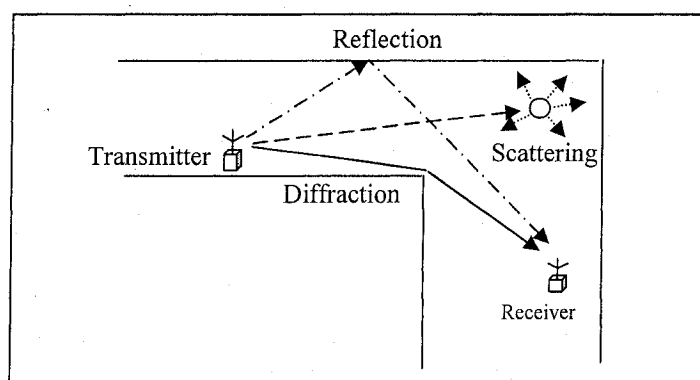 Reflection
Transmitter
Scattering
Diffraction
Receiver